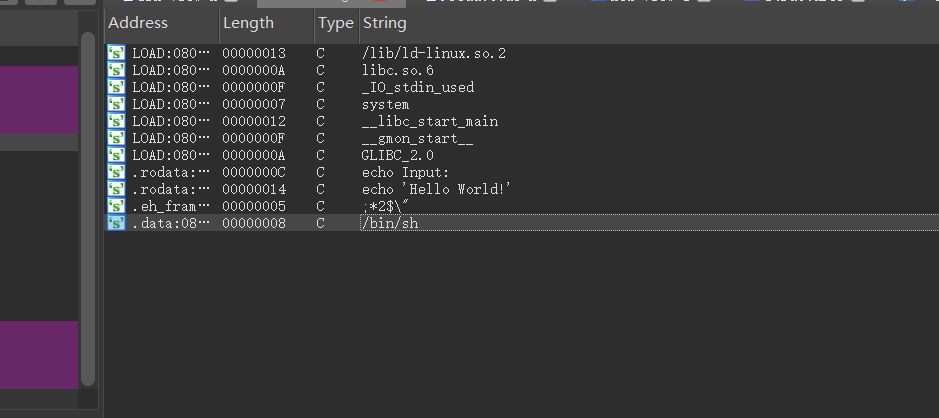 Address Length Type String
's' LOAD:080… 00000013 C /lib/ld-linux.so.2
's' LOAD:080… 0000000A C libc.so.6
's' LOAD:080… 0000000F C _IO_stdin_used
's' LOAD:080… 00000007 C system
's' LOAD:080… 00000012 C __libc_start_main
's' LOAD:080… 0000000F C __gmon_start__
's' LOAD:080… 0000000A C GLIBC_2.0
's' .rodata:… 0000000C C echo Input:
's' .rodata:… 00000014 C echo 'Hello World!'
's' .eh_fram… 00000005 C ;*2$\"
's' .data:08… 00000008 C /bin/sh